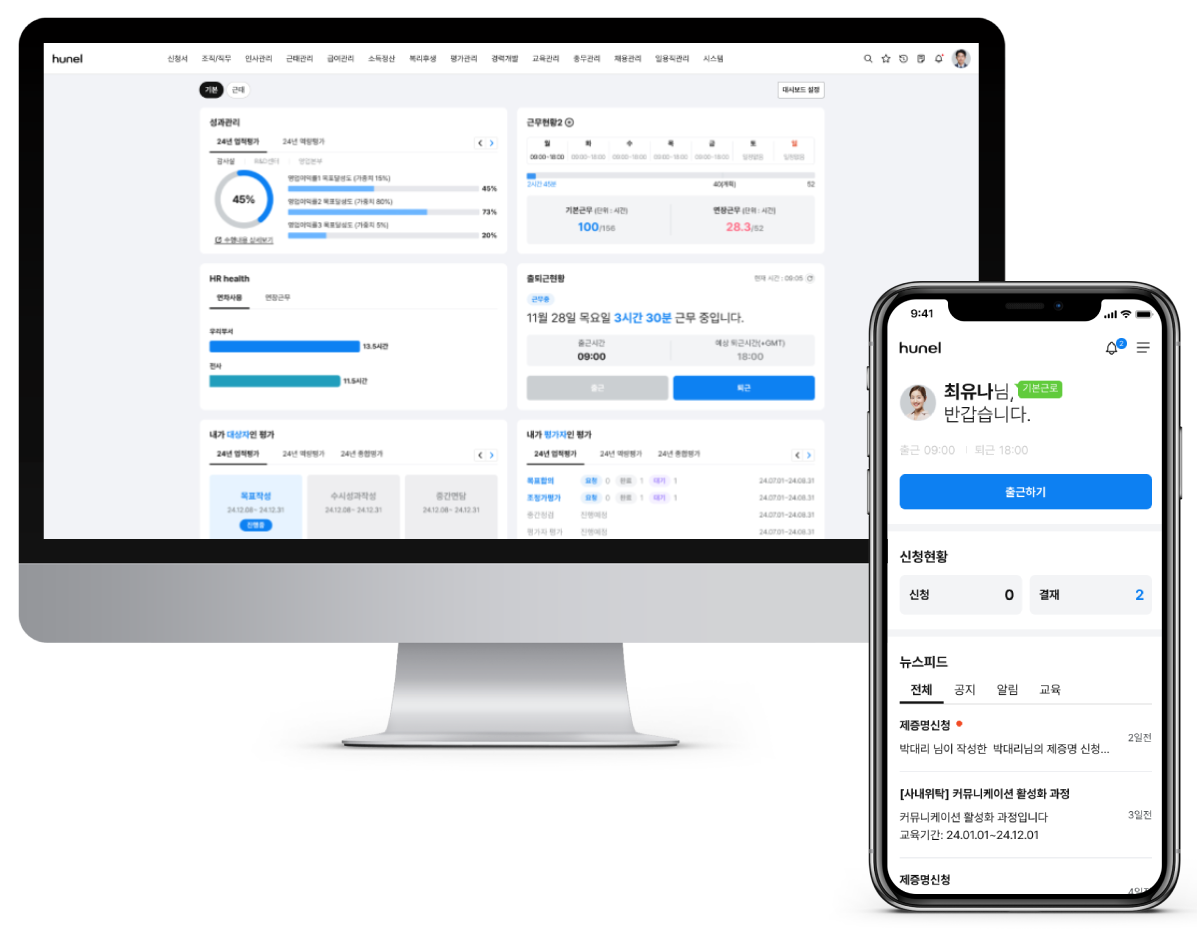 hunel
신청서 조직/직무 인사관리 근태관리 급여관리 소득정산 복리후생 평가관리 경력개발 교육관리 총무관리 채용관리 일용직관리 시스템
기본 근태
대시보드 설정
성과관리
24년 업적평가 24년 역량평가
감사실 R&D센터 영업본부
45%
영업이익률1 목표달성도 (가중치 15%)
45%
영업이익률2 목표달성도 (가중치 80%)
73%
영업이익률3 목표달성도 (가중치 5%)
20%
수행내용 상세보기
근무현황2
월 화 수 목 금 토 일
09:00~18:00 09:00~18:00 09:00~18:00 09:00~18:00 09:00~18:00 일정없음 일정없음
2시간 45분 40(계획) 52
기본근무 (단위 : 시간) 연장근무 (단위 : 시간)
100/156 28.3/52
HR health
연차사용 연장근무
우리부서
13.5시간
전사
11.5시간
출퇴근현황
현재 시간 : 09:05
근무중
11월 28일 목요일 3시간 30분 근무 중입니다.
출근시간 예상 퇴근시간(+GMT)
09:00 18:00
출근 퇴근
내가 대상자인 평가
24년 업적평가 24년 역량평가 24년 종합평가
목표작성 수시성과작성 중간면담
24.12.08~ 24.12.31 24.12.08~ 24.12.31 24.12.08~ 24.12.31
진행중
내가 평가자인 평가
24년 업적평가 24년 역량평가 24년 종합평가
목표합의 요청 0 완료 1 대기 1 24.07.01~24.08.31
조정가평가 요청 0 완료 1 대기 1 24.07.01~24.08.31
중간점검 진행예정 24.07.01~24.08.31
평가자 평가 진행예정 24.07.01~24.08.31
9:41
hunel
2
최유나님, 기본근로
반갑습니다.
출근 09:00 퇴근 18:00
출근하기
신청현황
신청 0 결재 2
뉴스피드
전체 공지 알림 교육
제증명신청
박대리 님이 작성한 박대리님의 제증명 신청...
2일전
[사내위탁] 커뮤니케이션 활성화 과정
커뮤니케이션 활성화 과정입니다
3일전
교육기간: 24.01.01~24.12.01
제증명신청
4일전